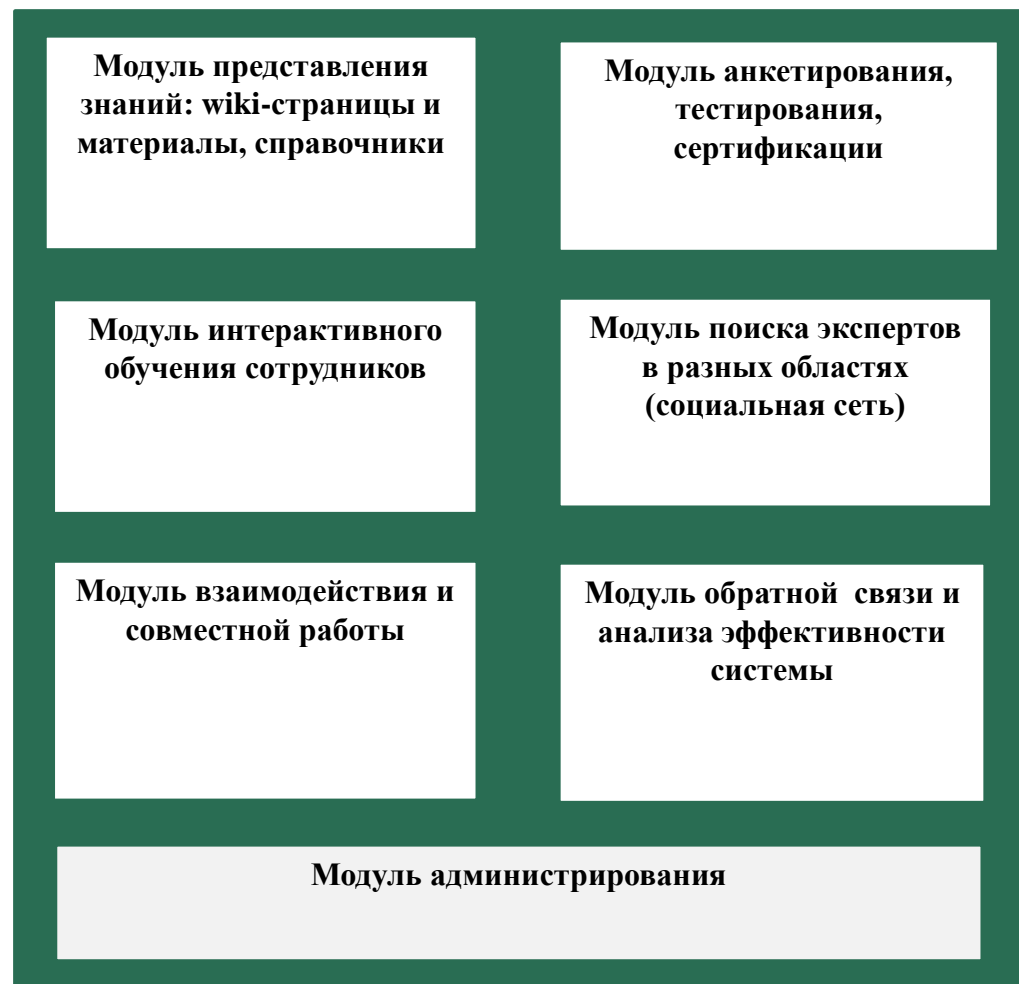 Модуль представления
знаний: wiki-страницы и
материалы, справочники
Модуль анкетирования,
тестирования,
сертификации
Модуль интерактивного
обучения сотрудников
Модуль поиска экспертов
в разных областях
(социальная сеть)
Модуль взаимодействия и
совместной работы
Модуль обратной  связи и
анализа эффективности
системы
Модуль администрирования